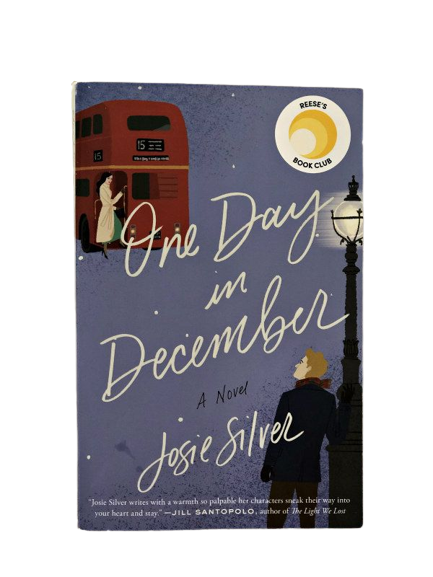 REESE'S
BOOK CLUB
15
15
One Day
in
December
A Novel
Josie Silver
"Josie Silver writes with a warmth so palpable her characters sneak their way into
your heart and stay." —JILL SANTOPOLO, author of The Light We Lost